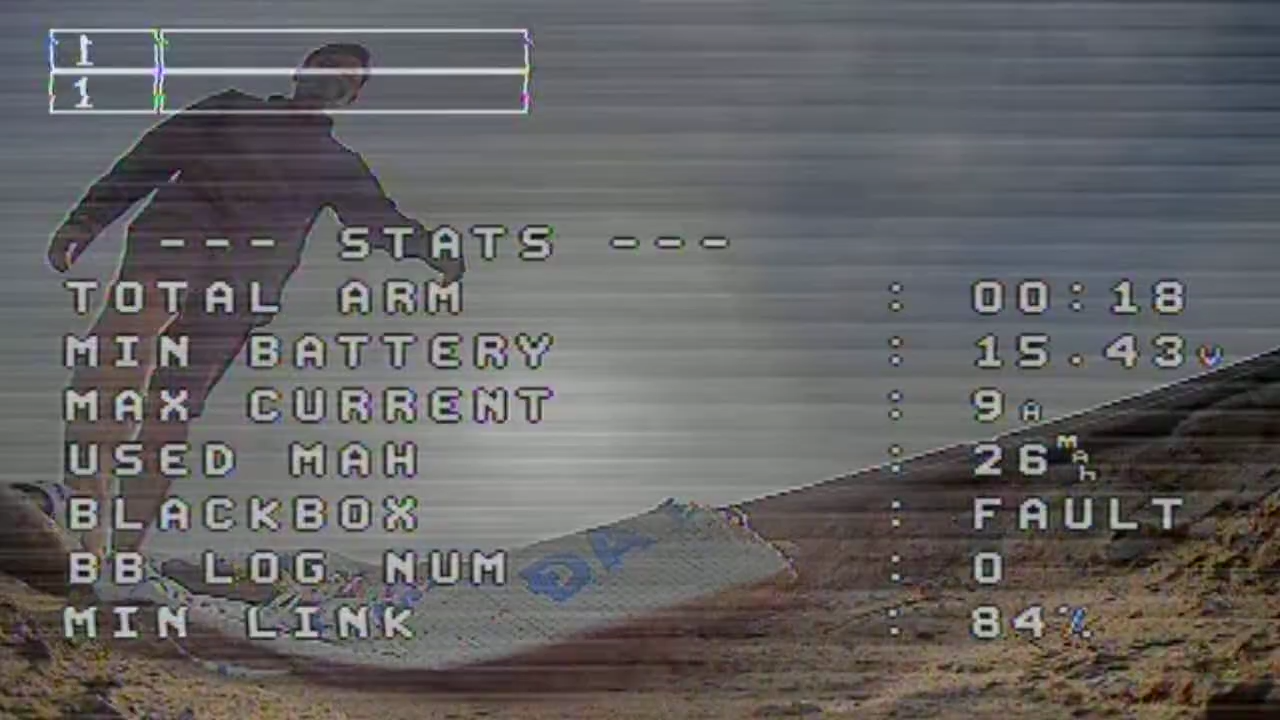 1
1
--- STATS ---
TOTAL ARM : 00:18
MIN BATTERY : 15.43V
MAX CURRENT : 9A
USED MAH : 26mAh
BLACKBOX : FAULT
BB LOG NUM : 0
MIN LINK : 84%
DA